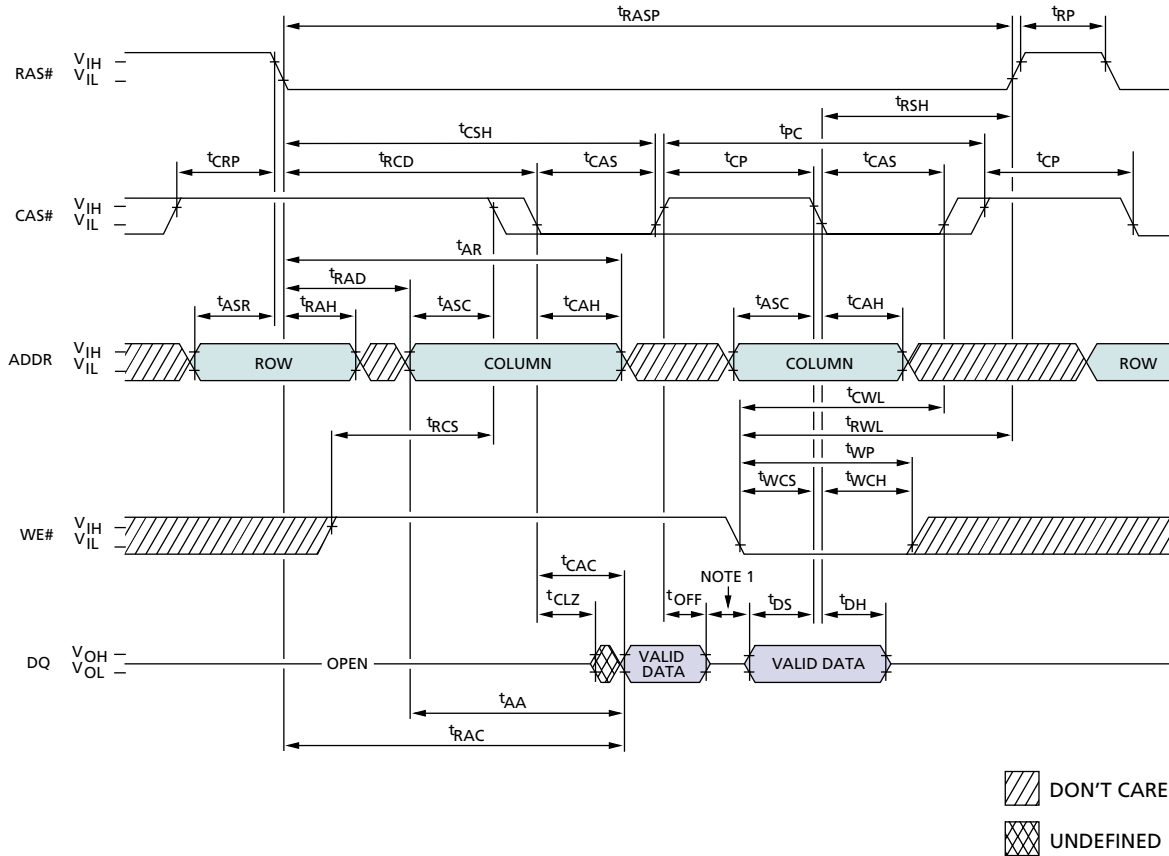 tRASP
tRP
RAS#
VIH
VIL
tRSH
tCSH
tPC
tCRP
tRCD
tCAS
tCP
tCAS
tCP
CAS#
VIH
VIL
tAR
tRAD
tASR
tRAH
tASC
tCAH
tASC
tCAH
ADDR
VIH
VIL
ROW
COLUMN
COLUMN
ROW
tCWL
tRCS
tRWL
tWP
tWCS
tWCH
WE#
VIH
VIL
tCAC
NOTE 1
tCLZ
tOFF
tDS
tDH
DQ
VOH
VOL
OPEN
VALID
DATA
VALID DATA
tAA
tRAC
DON'T CARE
UNDEFINED